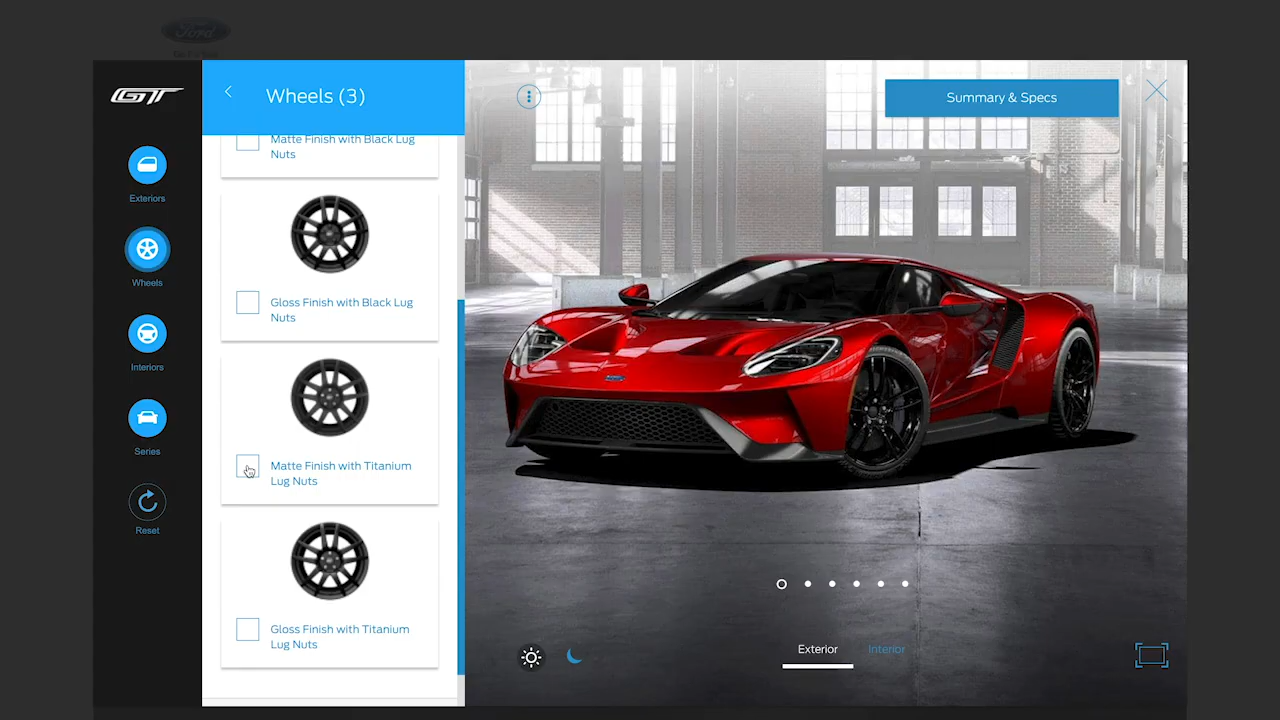 Ford
GT
Wheels (3)
Summary & Specs
Matte Finish with Black Lug
Nuts
Exteriors
Gloss Finish with Black Lug
Nuts
Wheels
Interiors
Matte Finish with Titanium
Lug Nuts
Series
Reset
Gloss Finish with Titanium
Lug Nuts
Exterior
Interior